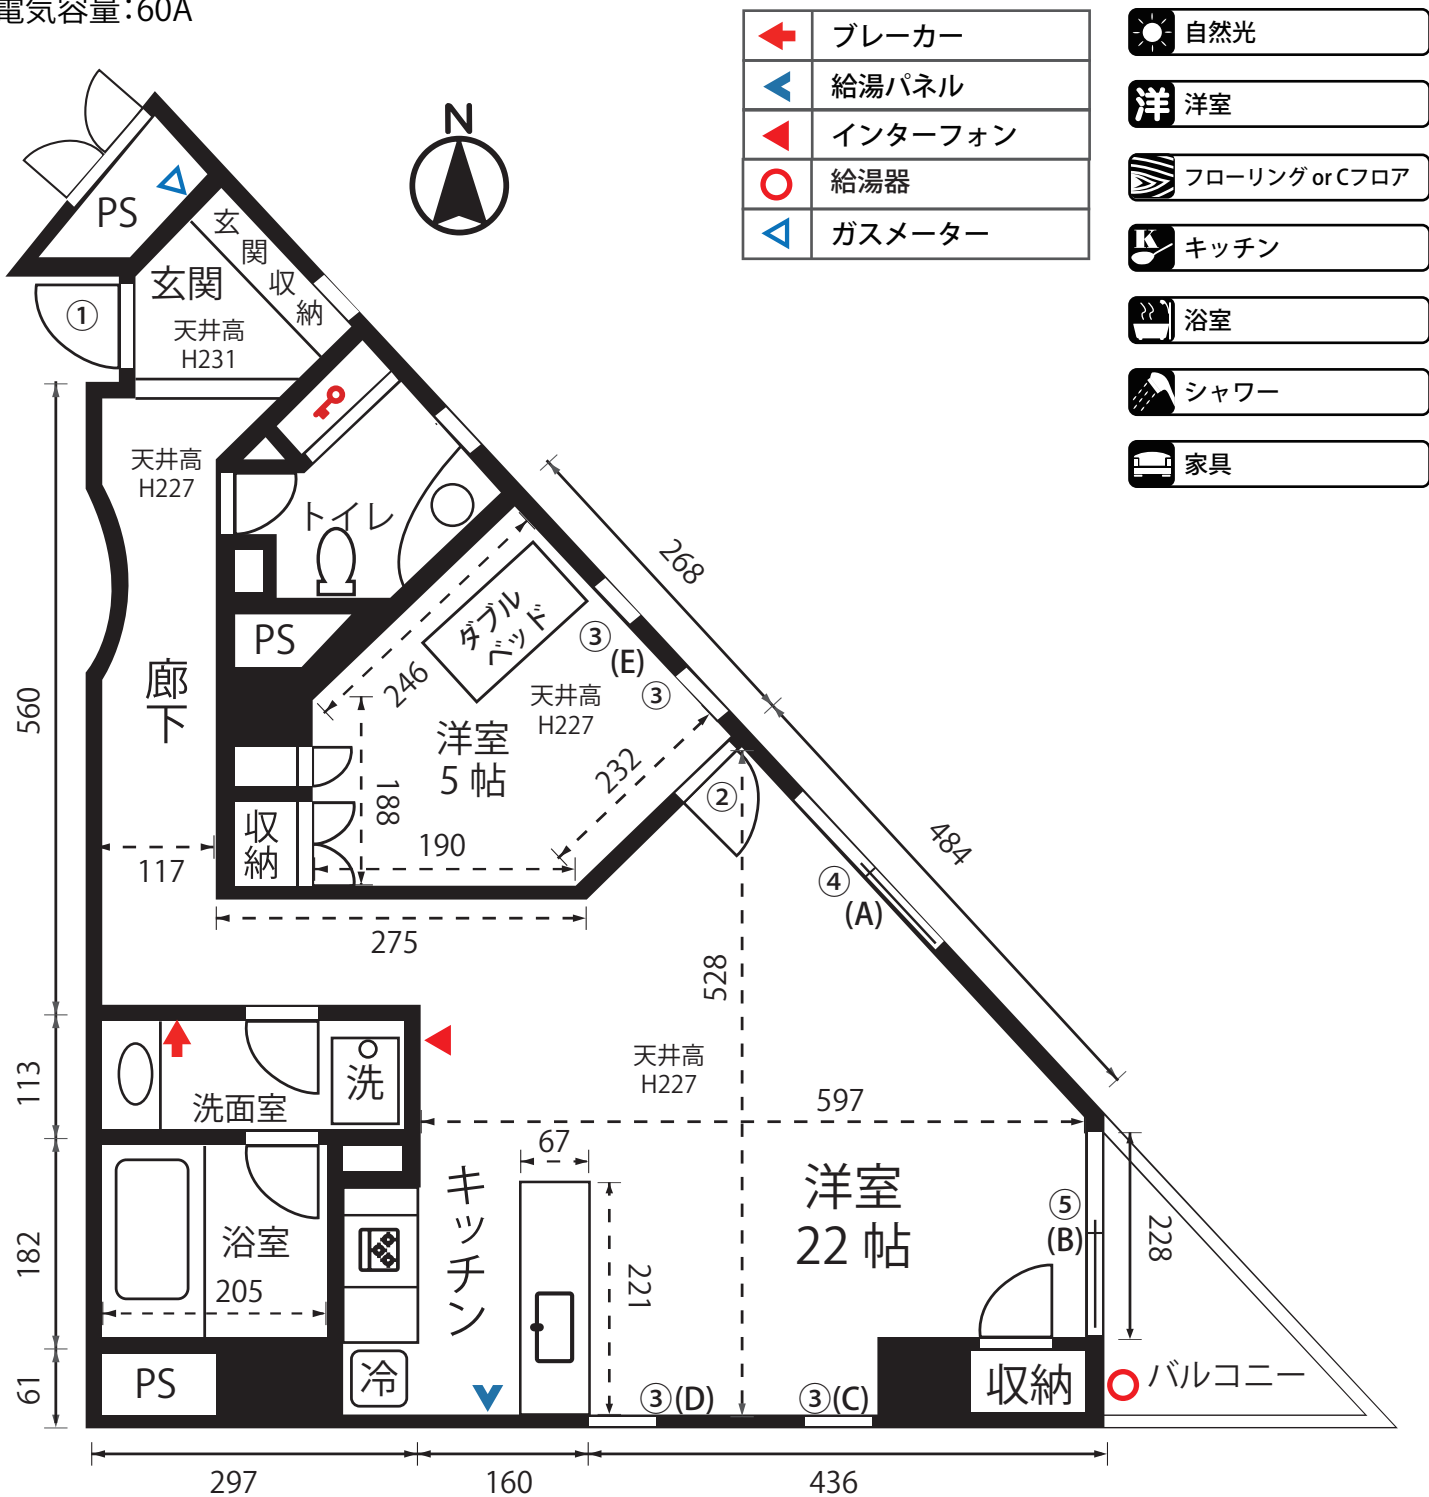 電気容量：60A
ブレーカー
給湯パネル
インターフォン
給湯器
ガスメーター
自然光
洋 洋室
フローリング or Cフロア
K キッチン
浴室
シャワー
家具
N
PS
玄関収納
玄関
天井高
H231
①
天井高
H227
トイレ
PS
廊下
560
ダブル
ベッド
246
③
(E)
③
天井高
H227
洋室
5 帖
188
232
②
268
484
190
収納
117
275
④
(A)
528
天井高
H227
597
113
洗面室
洗
67
キッチン
洋室
22 帖
⑤
(B)
228
182
浴室
205
221
61
PS
冷
③(D)
③(C)
収納
バルコニー
297
160
436